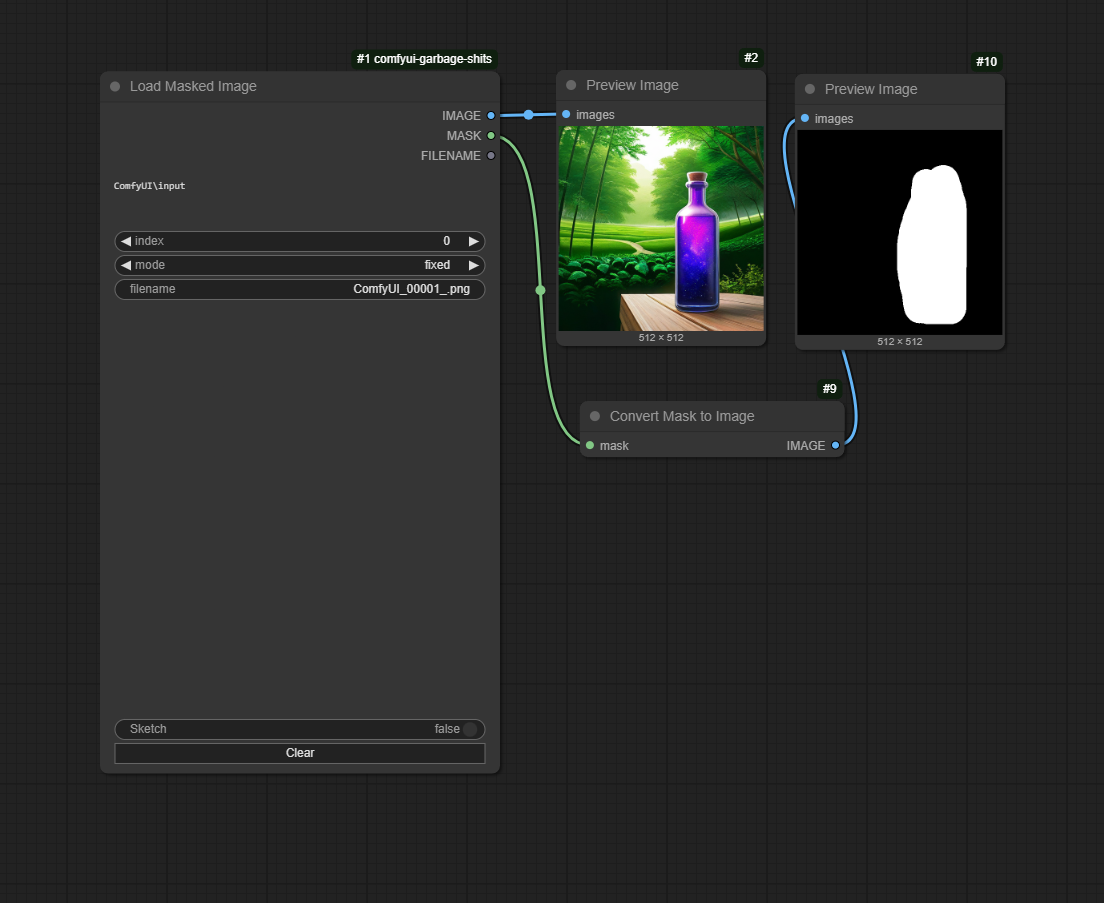 #1 comfyui-garbage-shits
Load Masked Image
IMAGE
MASK
FILENAME
ComfyUI\input
index 0
mode fixed
filename ComfyUI_00001_.png
Sketch false
Clear
#2
Preview Image
images
512 × 512
#10
Preview Image
images
512 × 512
#9
Convert Mask to Image
mask IMAGE